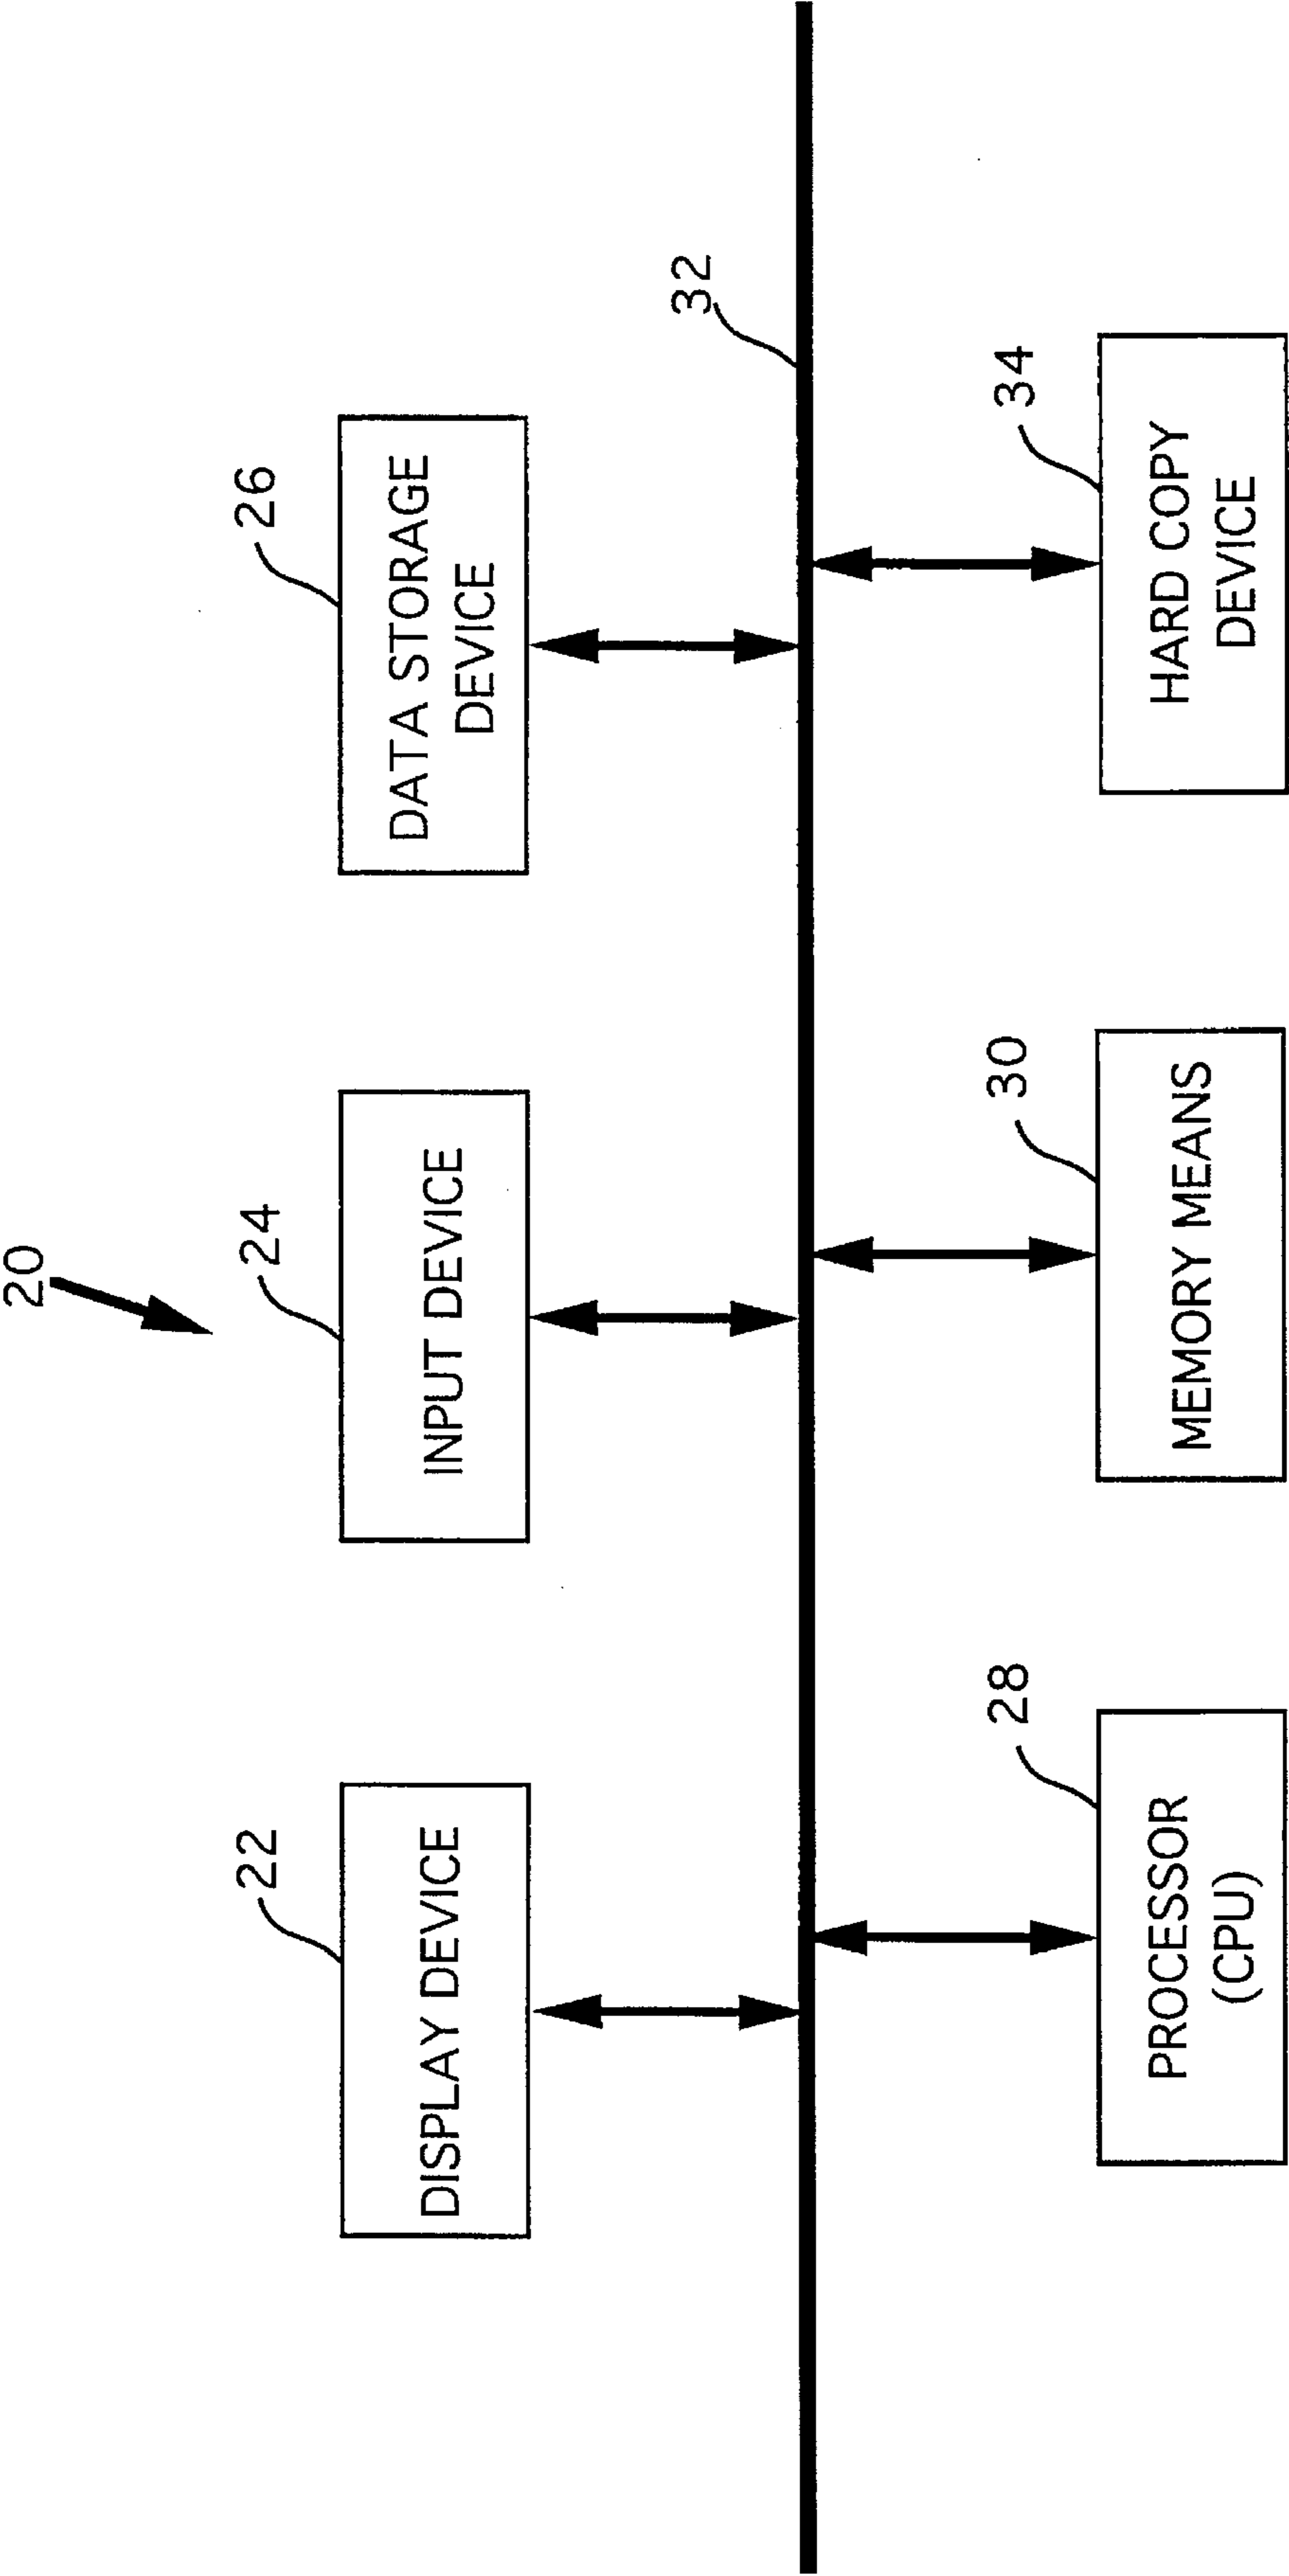 20
22
24
26
DISPLAY DEVICE
INPUT DEVICE
DATA STORAGE
DEVICE
32
28
30
34
PROCESSOR
(CPU)
MEMORY MEANS
HARD COPY
DEVICE